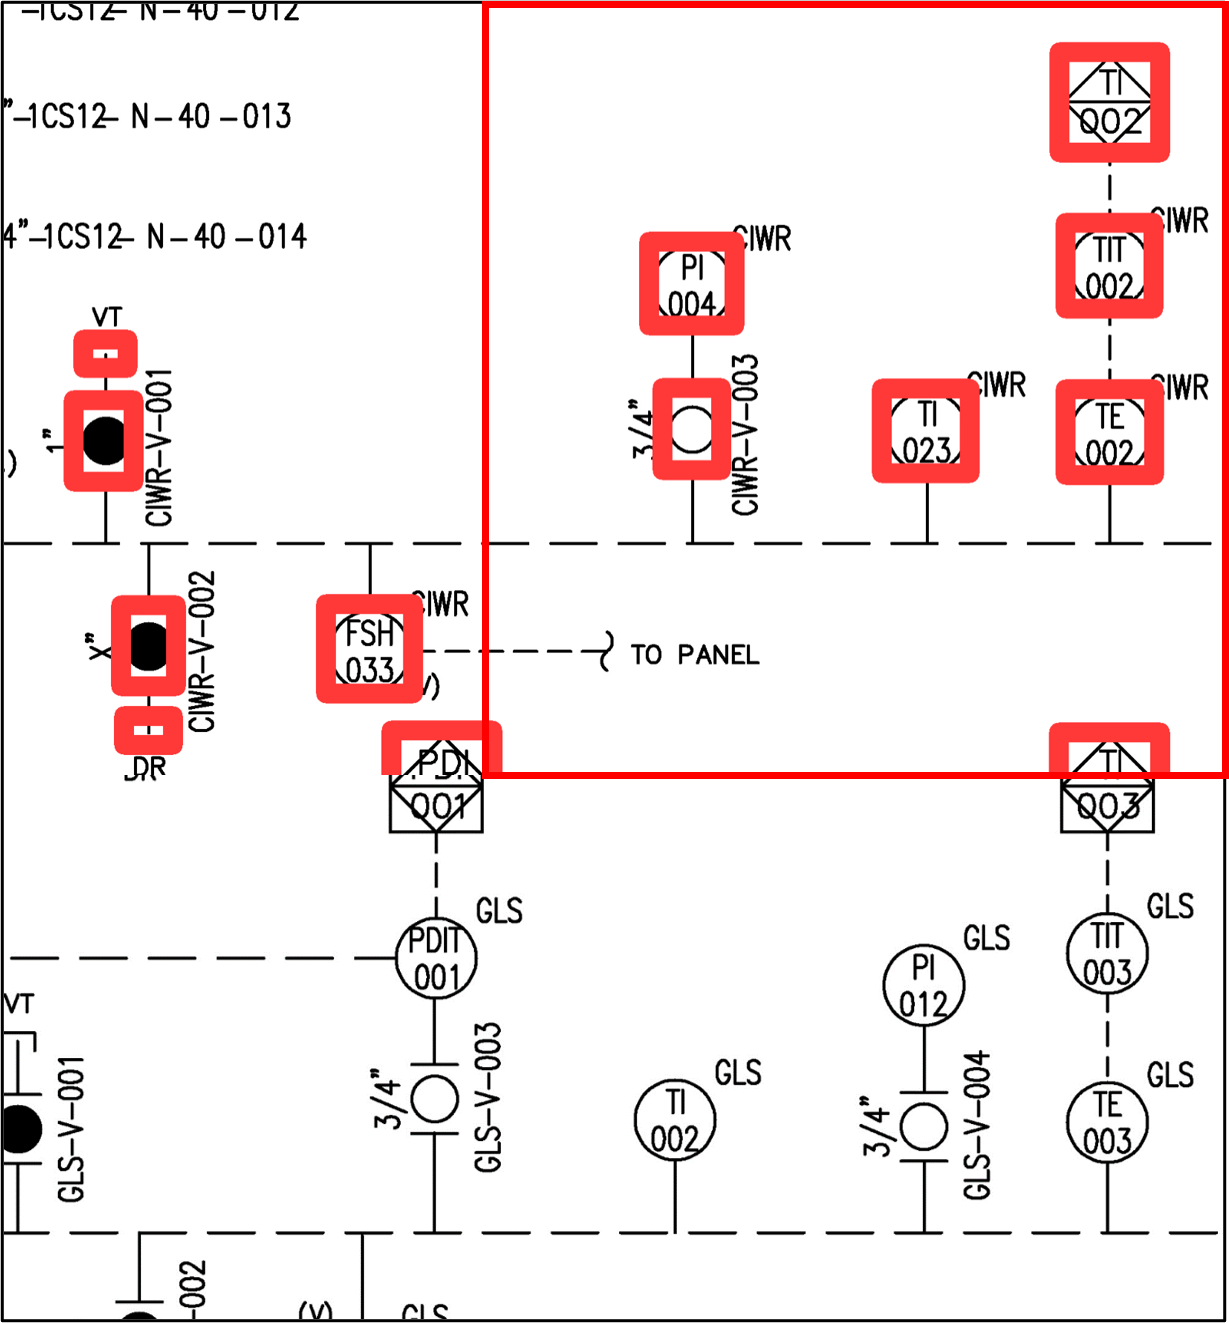 –1CS12– N–40 –012
"–1CS12– N–40 –013
4"–1CS12– N–40 –014
TI
002
CIWR
TIT
002
CIWR
PI
004
VT
1"
CIWR–V–001
3/4"
CIWR–V–003
CIWR
TI
023
CIWR
TE
002
X"
CIWR–V–002
DR
CIWR
FSH
033
V)
TO PANEL
PDI
001
TI
003
GLS
PDIT
001
GLS
PI
012
GLS
TIT
003
VT
GLS–V–001
3/4"
GLS–V–003
GLS
TI
002
3/4"
GLS–V–004
GLS
TE
003
–002
(V)
GLS